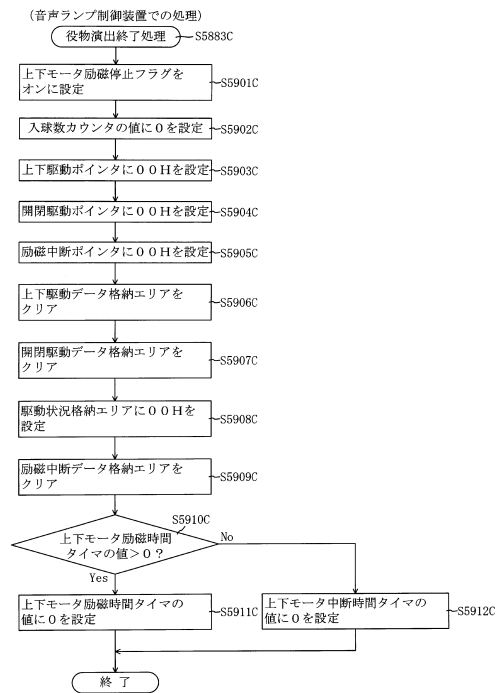 (音声ランプ制御装置での処理)
役物演出終了処理
S5883C
上下モータ励磁停止フラグを
オンに設定
S5901C
入球数カウンタの値に0を設定
S5902C
上下駆動ポインタに00Hを設定
S5903C
開閉駆動ポインタに00Hを設定
S5904C
励磁中断ポインタに00Hを設定
S5905C
上下駆動データ格納エリアを
クリア
S5906C
開閉駆動データ格納エリアを
クリア
S5907C
駆動状況格納エリアに00Hを
設定
S5908C
励磁中断データ格納エリアを
クリア
S5909C
S5910C
上下モータ励磁時間
タイマの値>0?
No
Yes
上下モータ励磁時間タイマの
値に0を設定
S5911C
上下モータ中断時間タイマの
値に0を設定
S5912C
終了